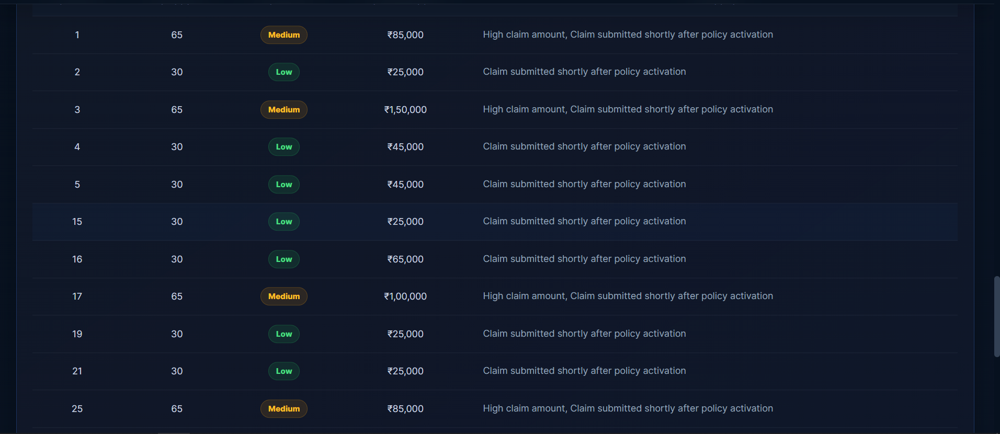 1 65 Medium ₹85,000 High claim amount, Claim submitted shortly after policy activation
2 30 Low ₹25,000 Claim submitted shortly after policy activation
3 65 Medium ₹1,50,000 High claim amount, Claim submitted shortly after policy activation
4 30 Low ₹45,000 Claim submitted shortly after policy activation
5 30 Low ₹45,000 Claim submitted shortly after policy activation
15 30 Low ₹25,000 Claim submitted shortly after policy activation
16 30 Low ₹65,000 Claim submitted shortly after policy activation
17 65 Medium ₹1,00,000 High claim amount, Claim submitted shortly after policy activation
19 30 Low ₹25,000 Claim submitted shortly after policy activation
21 30 Low ₹25,000 Claim submitted shortly after policy activation
25 65 Medium ₹85,000 High claim amount, Claim submitted shortly after policy activation